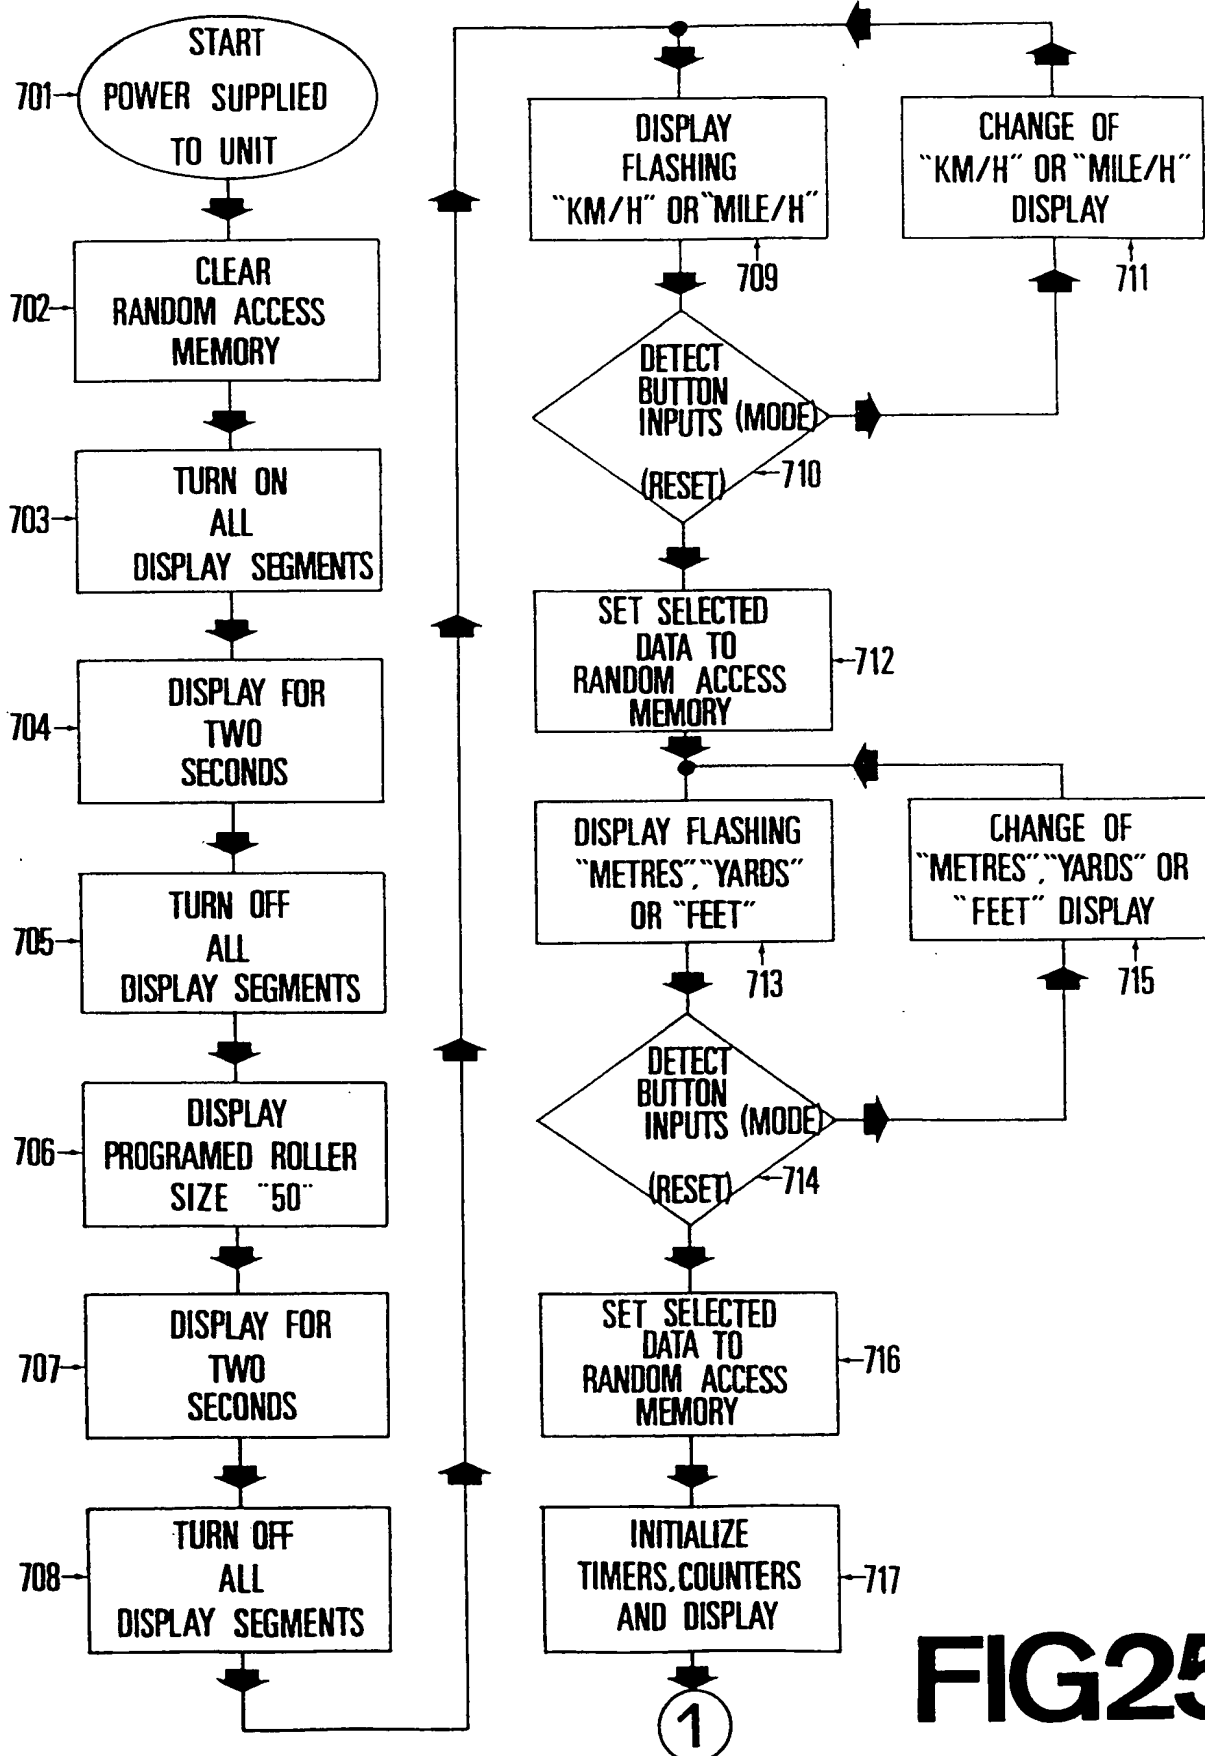 START
POWER SUPPLIED
TO UNIT
701
CLEAR
RANDOM ACCESS
MEMORY
702
TURN ON
ALL
DISPLAY SEGMENTS
703
DISPLAY FOR
TWO
SECONDS
704
TURN OFF
ALL
DISPLAY SEGMENTS
705
DISPLAY
PROGRAMED ROLLER
SIZE "50"
706
DISPLAY FOR
TWO
SECONDS
707
TURN OFF
ALL
DISPLAY SEGMENTS
708
DISPLAY
FLASHING
"KM/H" OR "MILE/H"
709
DETECT
BUTTON
INPUTS (MODE)
(RESET)
710
CHANGE OF
"KM/H" OR "MILE/H"
DISPLAY
711
SET SELECTED
DATA TO
RANDOM ACCESS
MEMORY
712
DISPLAY FLASHING
"METRES","YARDS"
OR "FEET"
713
DETECT
BUTTON
INPUTS (MODE)
(RESET)
714
CHANGE OF
"METRES","YARDS" OR
"FEET" DISPLAY
715
SET SELECTED
DATA TO
RANDOM ACCESS
MEMORY
716
INITIALIZE
TIMERS,COUNTERS
AND DISPLAY
717
1
FIG25